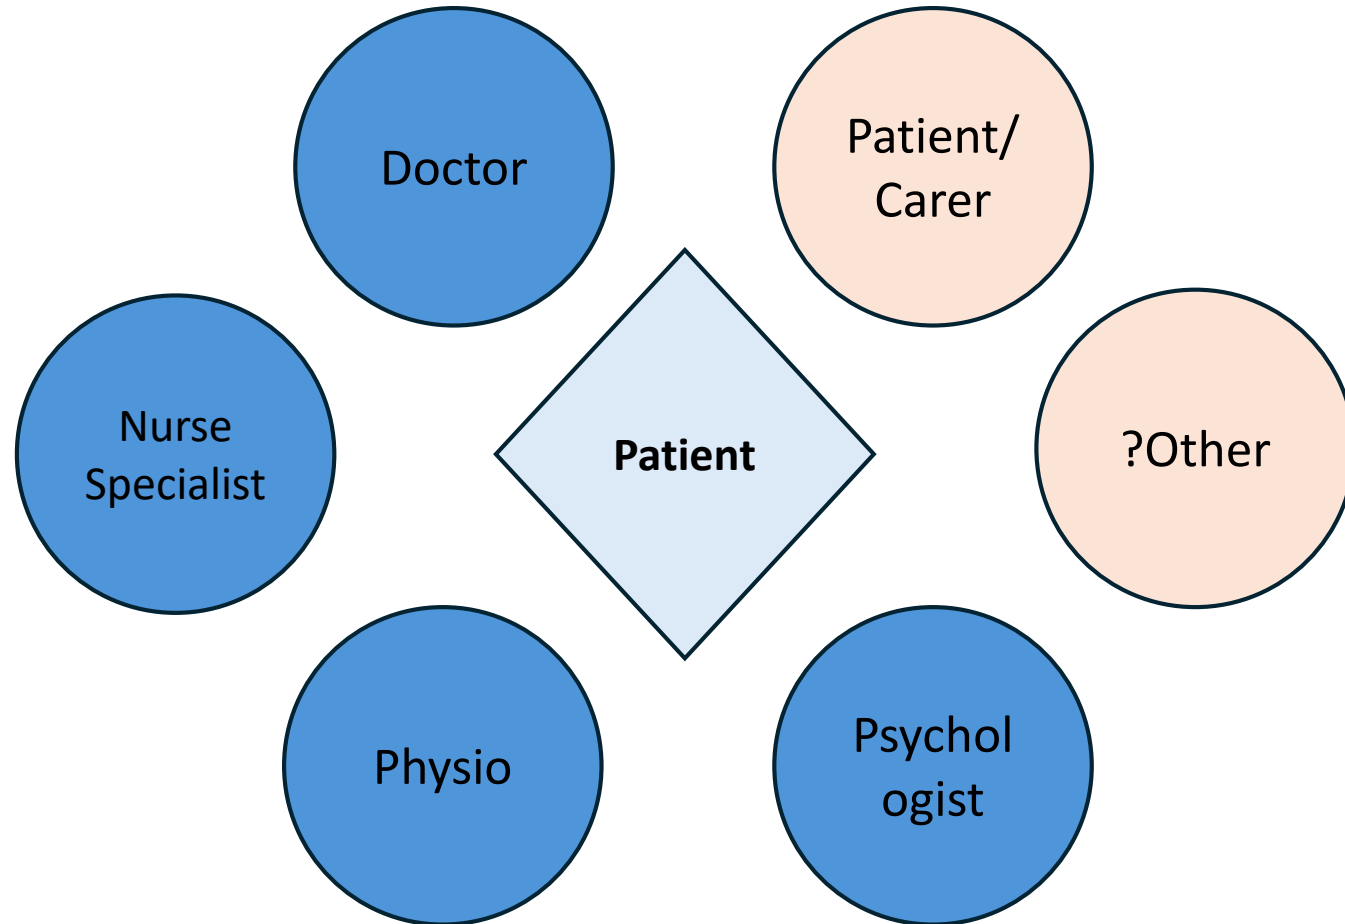 Doctor
Patient/
Carer
Nurse
Specialist
Patient
?Other
Physio
Psychol
ogist